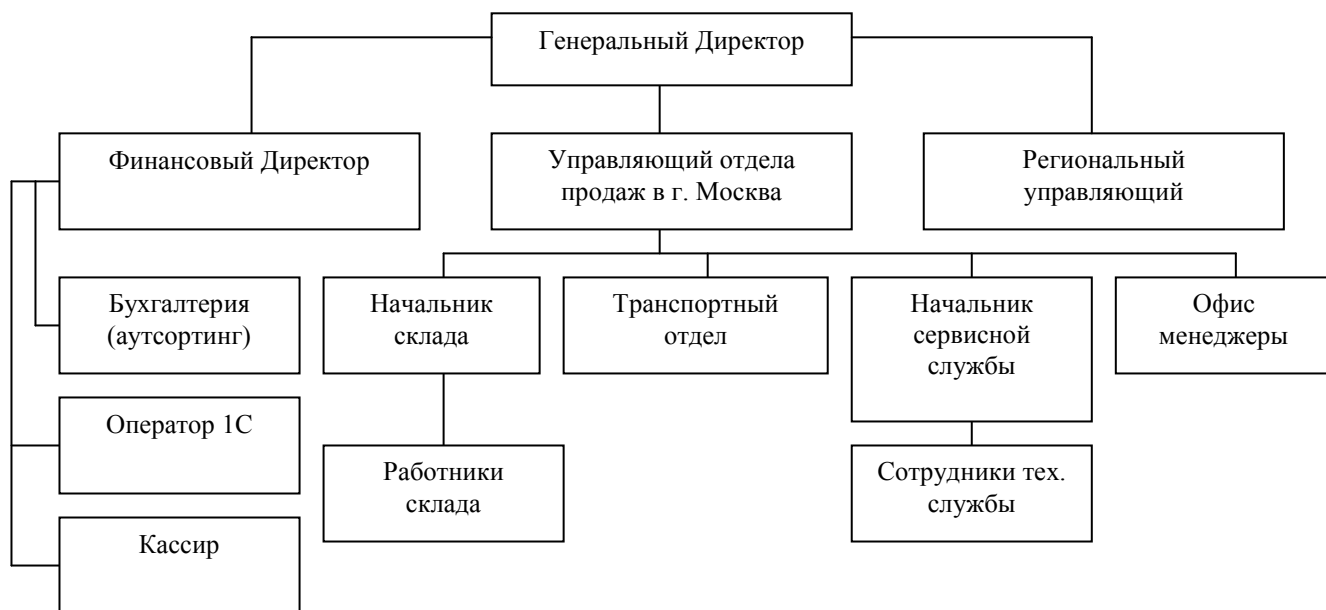 Генеральный Директор
Финансовый Директор
Управляющий отдела
продаж в г. Москва
Региональный
управляющий
Бухгалтерия
(аутсортинг)
Начальник
склада
Транспортный
отдел
Начальник
сервисной
службы
Офис
менеджеры
Оператор 1С
Работники
склада
Сотрудники тех.
службы
Кассир